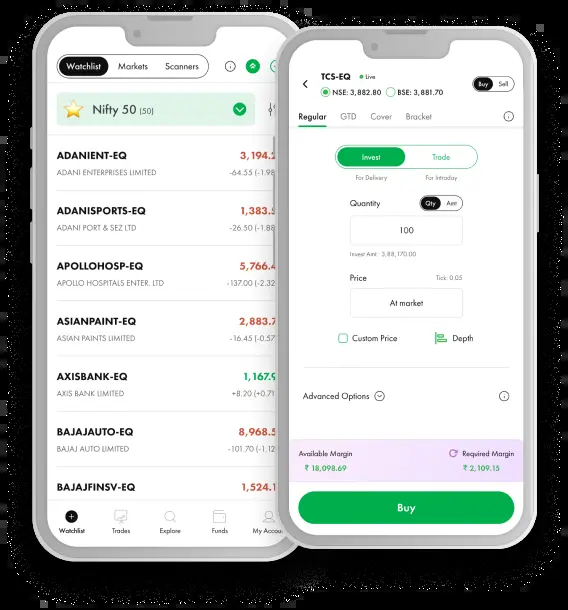 Watchlist Markets Scanners
Nifty 50 (50)
ADANIENT-EQ 3,194.2
ADANI ENTERPRISES LIMITED -64.55 (-1.98
ADANISPORTS-EQ 1,383.5
ADANI PORT & SEZ LTD -26.50 (-1.88
APOLLOHOSP-EQ 5,766.4
APOLLO HOSPITALS ENTER. LTD -137.00 (-2.32
ASIANPAINT-EQ 2,883.7
ASIAN PAINTS LIMITED -16.45 (-0.57
AXISBANK-EQ 1,167.9
AXIS BANK LIMITED +8.20 (+0.71
BAJAJAUTO-EQ 8,968.5
BAJAJ AUTO LIMITED -101.70 (-1.12
BAJAJFINSV-EQ 1,524.1
Watchlist Trades Explore Funds My Accou
TCS-EQ Live
NSE: 3,882.80 BSE: 3,881.70
Buy Sell
Regular GTD Cover Bracket
Invest Trade
For Delivery For Intraday
Quantity Qty Amt
100
Invest Amt : 3,88,170.00
Price Tick: 0.05
At market
Custom Price Depth
Advanced Options
Available Margin Required Margin
₹ 18,098.69 ₹ 2,109.15
Buy